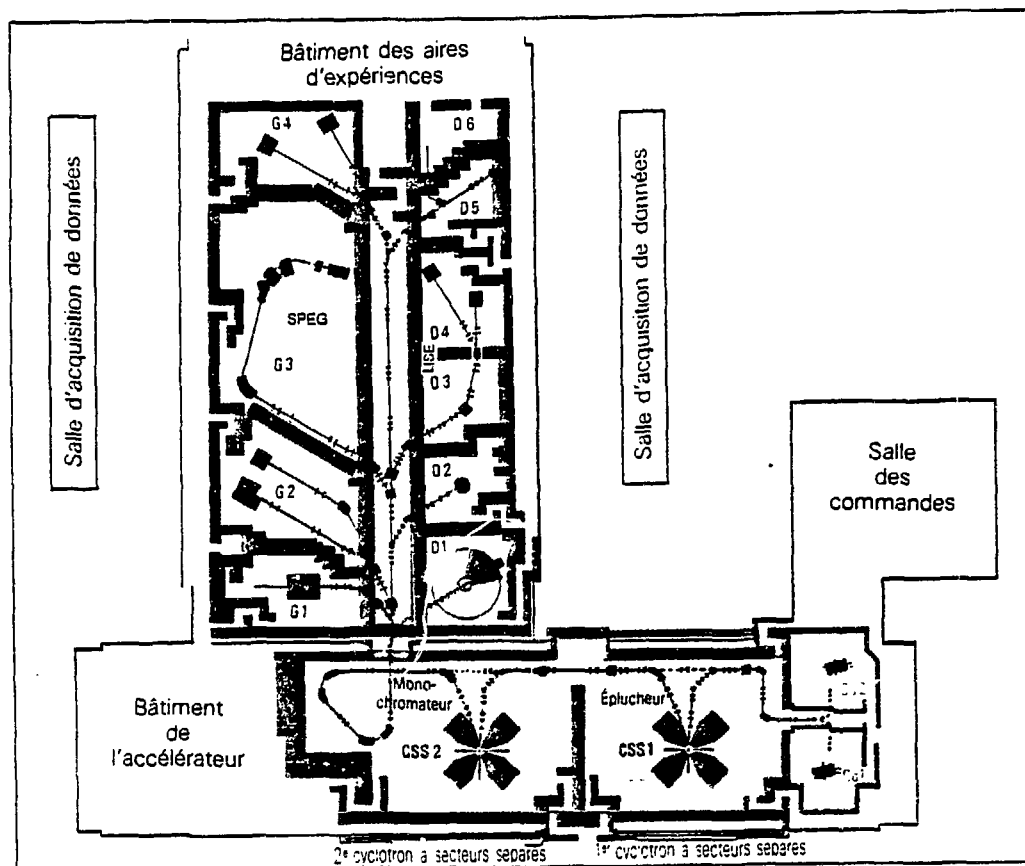 Bâtiment des aires
d'expériences
G4
D6
D5
Salle d'acquisition de données
Salle d'acquisition de données
SPEG
D4
LISE
G3
D3
Salle
des
commandes
D2
G2
D1
G1
Mono-
chromateur
Éplucheur
Bâtiment
de
l'accélérateur
CSS 2
CSS1
2e cyclotron à secteurs séparés
1er cyclotron à secteurs séparés